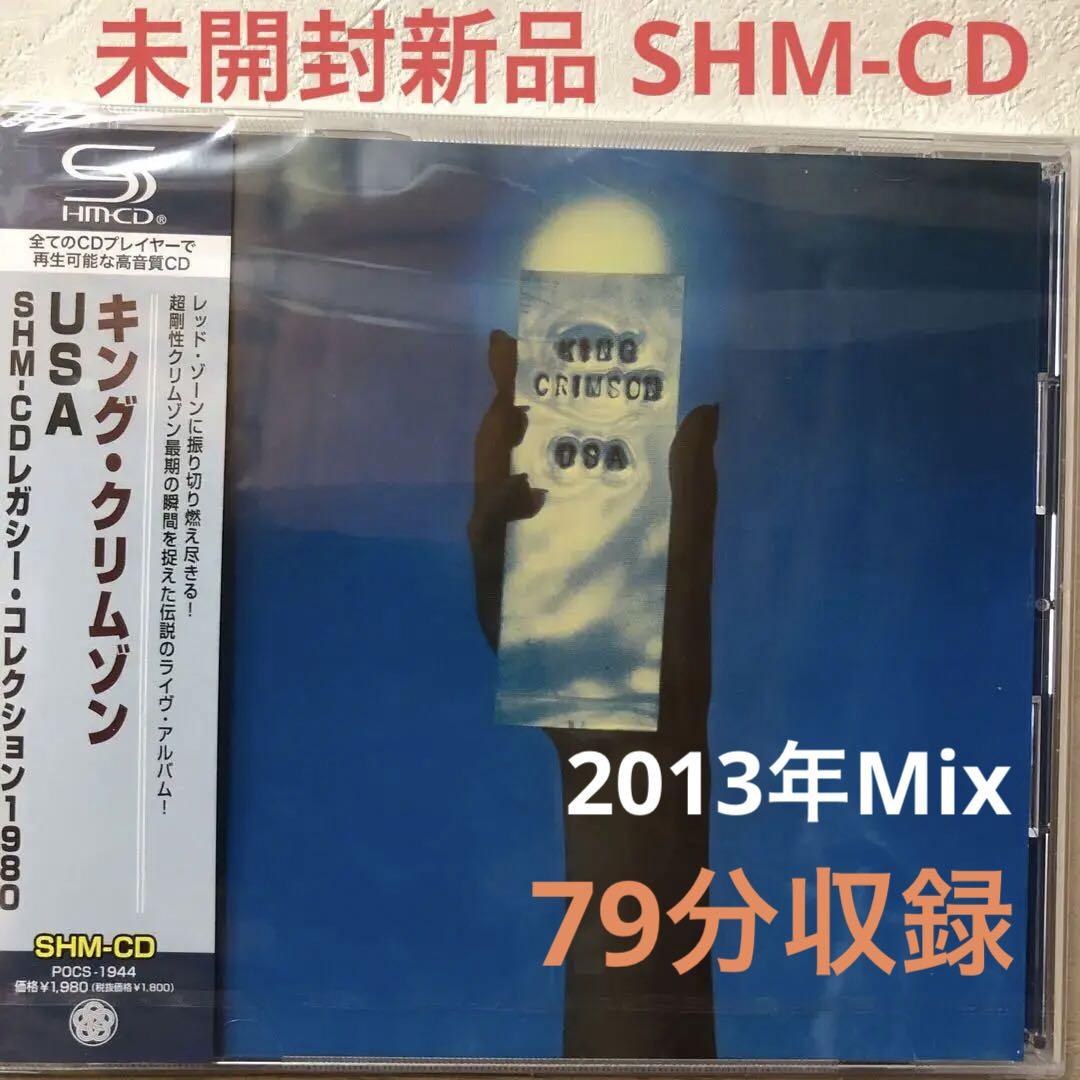 未開封新品 SHM-CD
HM-CD®
全てのCDプレイヤーで
再生可能な高音質CD
レッド・ゾーンに振り切り燃え尽きる！
超剛性クリムゾン最期の瞬間を捉えた伝説のライヴ・アルバム！
キング・クリムゾン
USA
SHM-CDレガシー・コレクション1980
SHM-CD
POCS-1944
価格¥1,980（税抜価格¥1,800）
KING
CRIMSON
USA
2013年Mix
79分収録